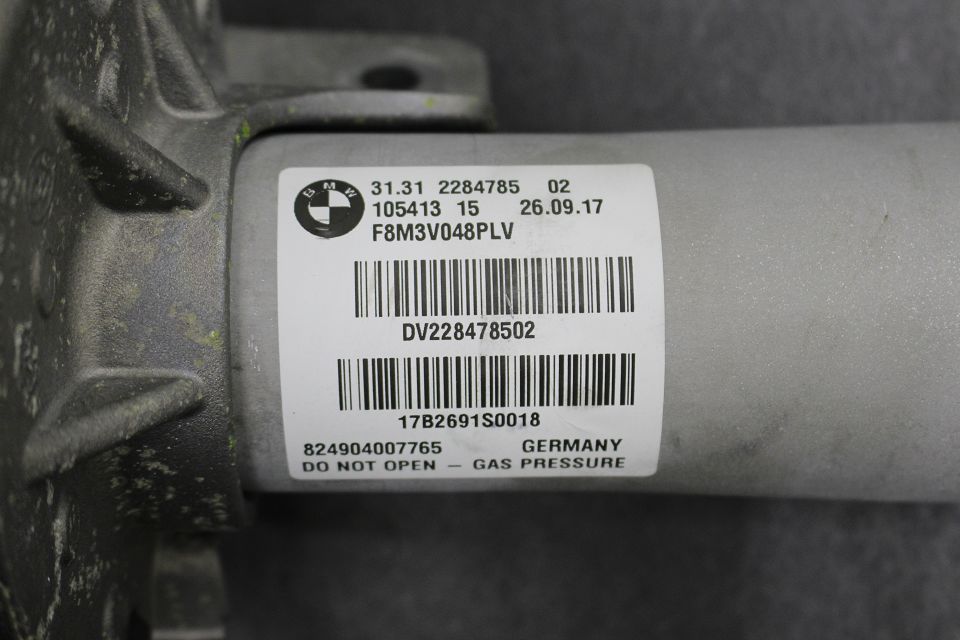 BMW
31.31 2284785 02
105413 15 26.09.17
F8M3V048PLV
DV228478502
17B2691S0018
824904007765 GERMANY
DO NOT OPEN – GAS PRESSURE